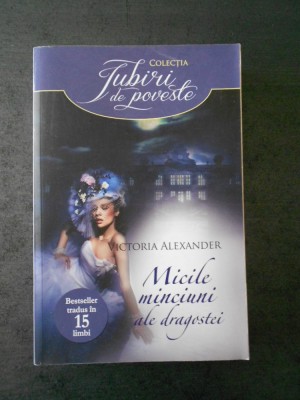 COLECȚIA
Iubiri
de poveste
VICTORIA ALEXANDER
Micile
minciuni
ale dragostei
Bestseller
tradus în
15
limbi